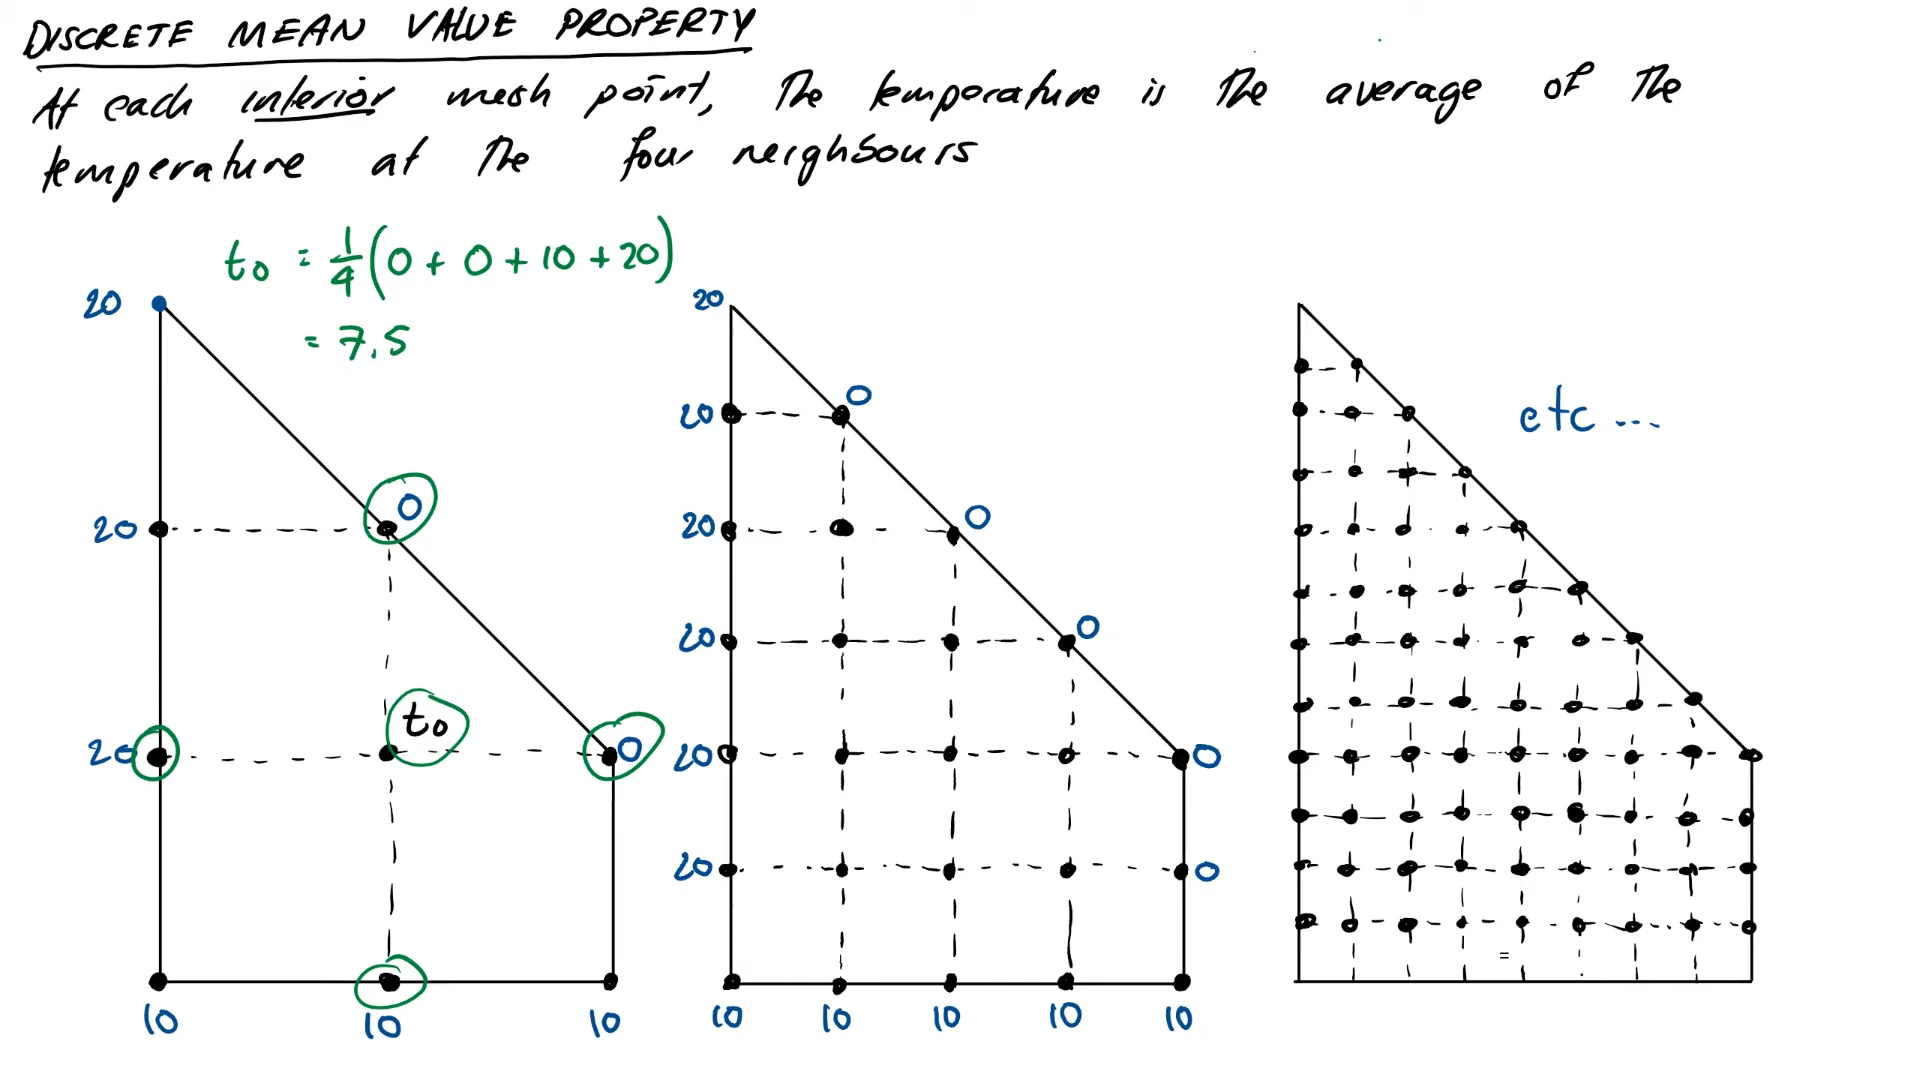 DISCRETE MEAN VALUE PROPERTY
At each interior mesh point, the temperature is the average of the
temperature at the four neighbours
t₀ = 1/4 (0 + 0 + 10 + 20)
= 7.5
20
0
20
t₀
20
0
10 10 10
20
0
20
0
20
0
20
20
0
20
0
10 10 10 10 10
etc ...
=